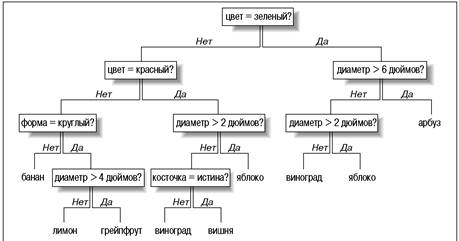 цвет = зеленый?
Нет Да
цвет = красный? диаметр > 6 дюймов?
Нет Да Нет Да
форма = круглый? диаметр > 2 дюймов? диаметр > 2 дюймов? арбуз
Нет Да Нет Да Нет Да
банан диаметр > 4 дюймов? косточка = истина? яблоко виноград яблоко
Нет Да Нет Да
лимон грейпфрут виноград вишня